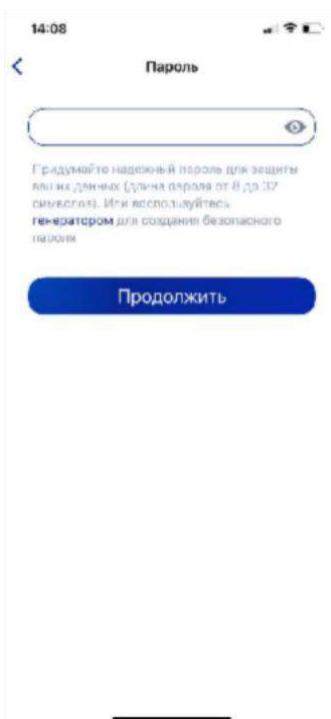 14:08
Пароль
Придумайте надежный пароль для защиты
ваших данных (длина пароля от 8 до 32
символов). Или воспользуйтесь
генератором для создания безопасного
пароля
Продолжить